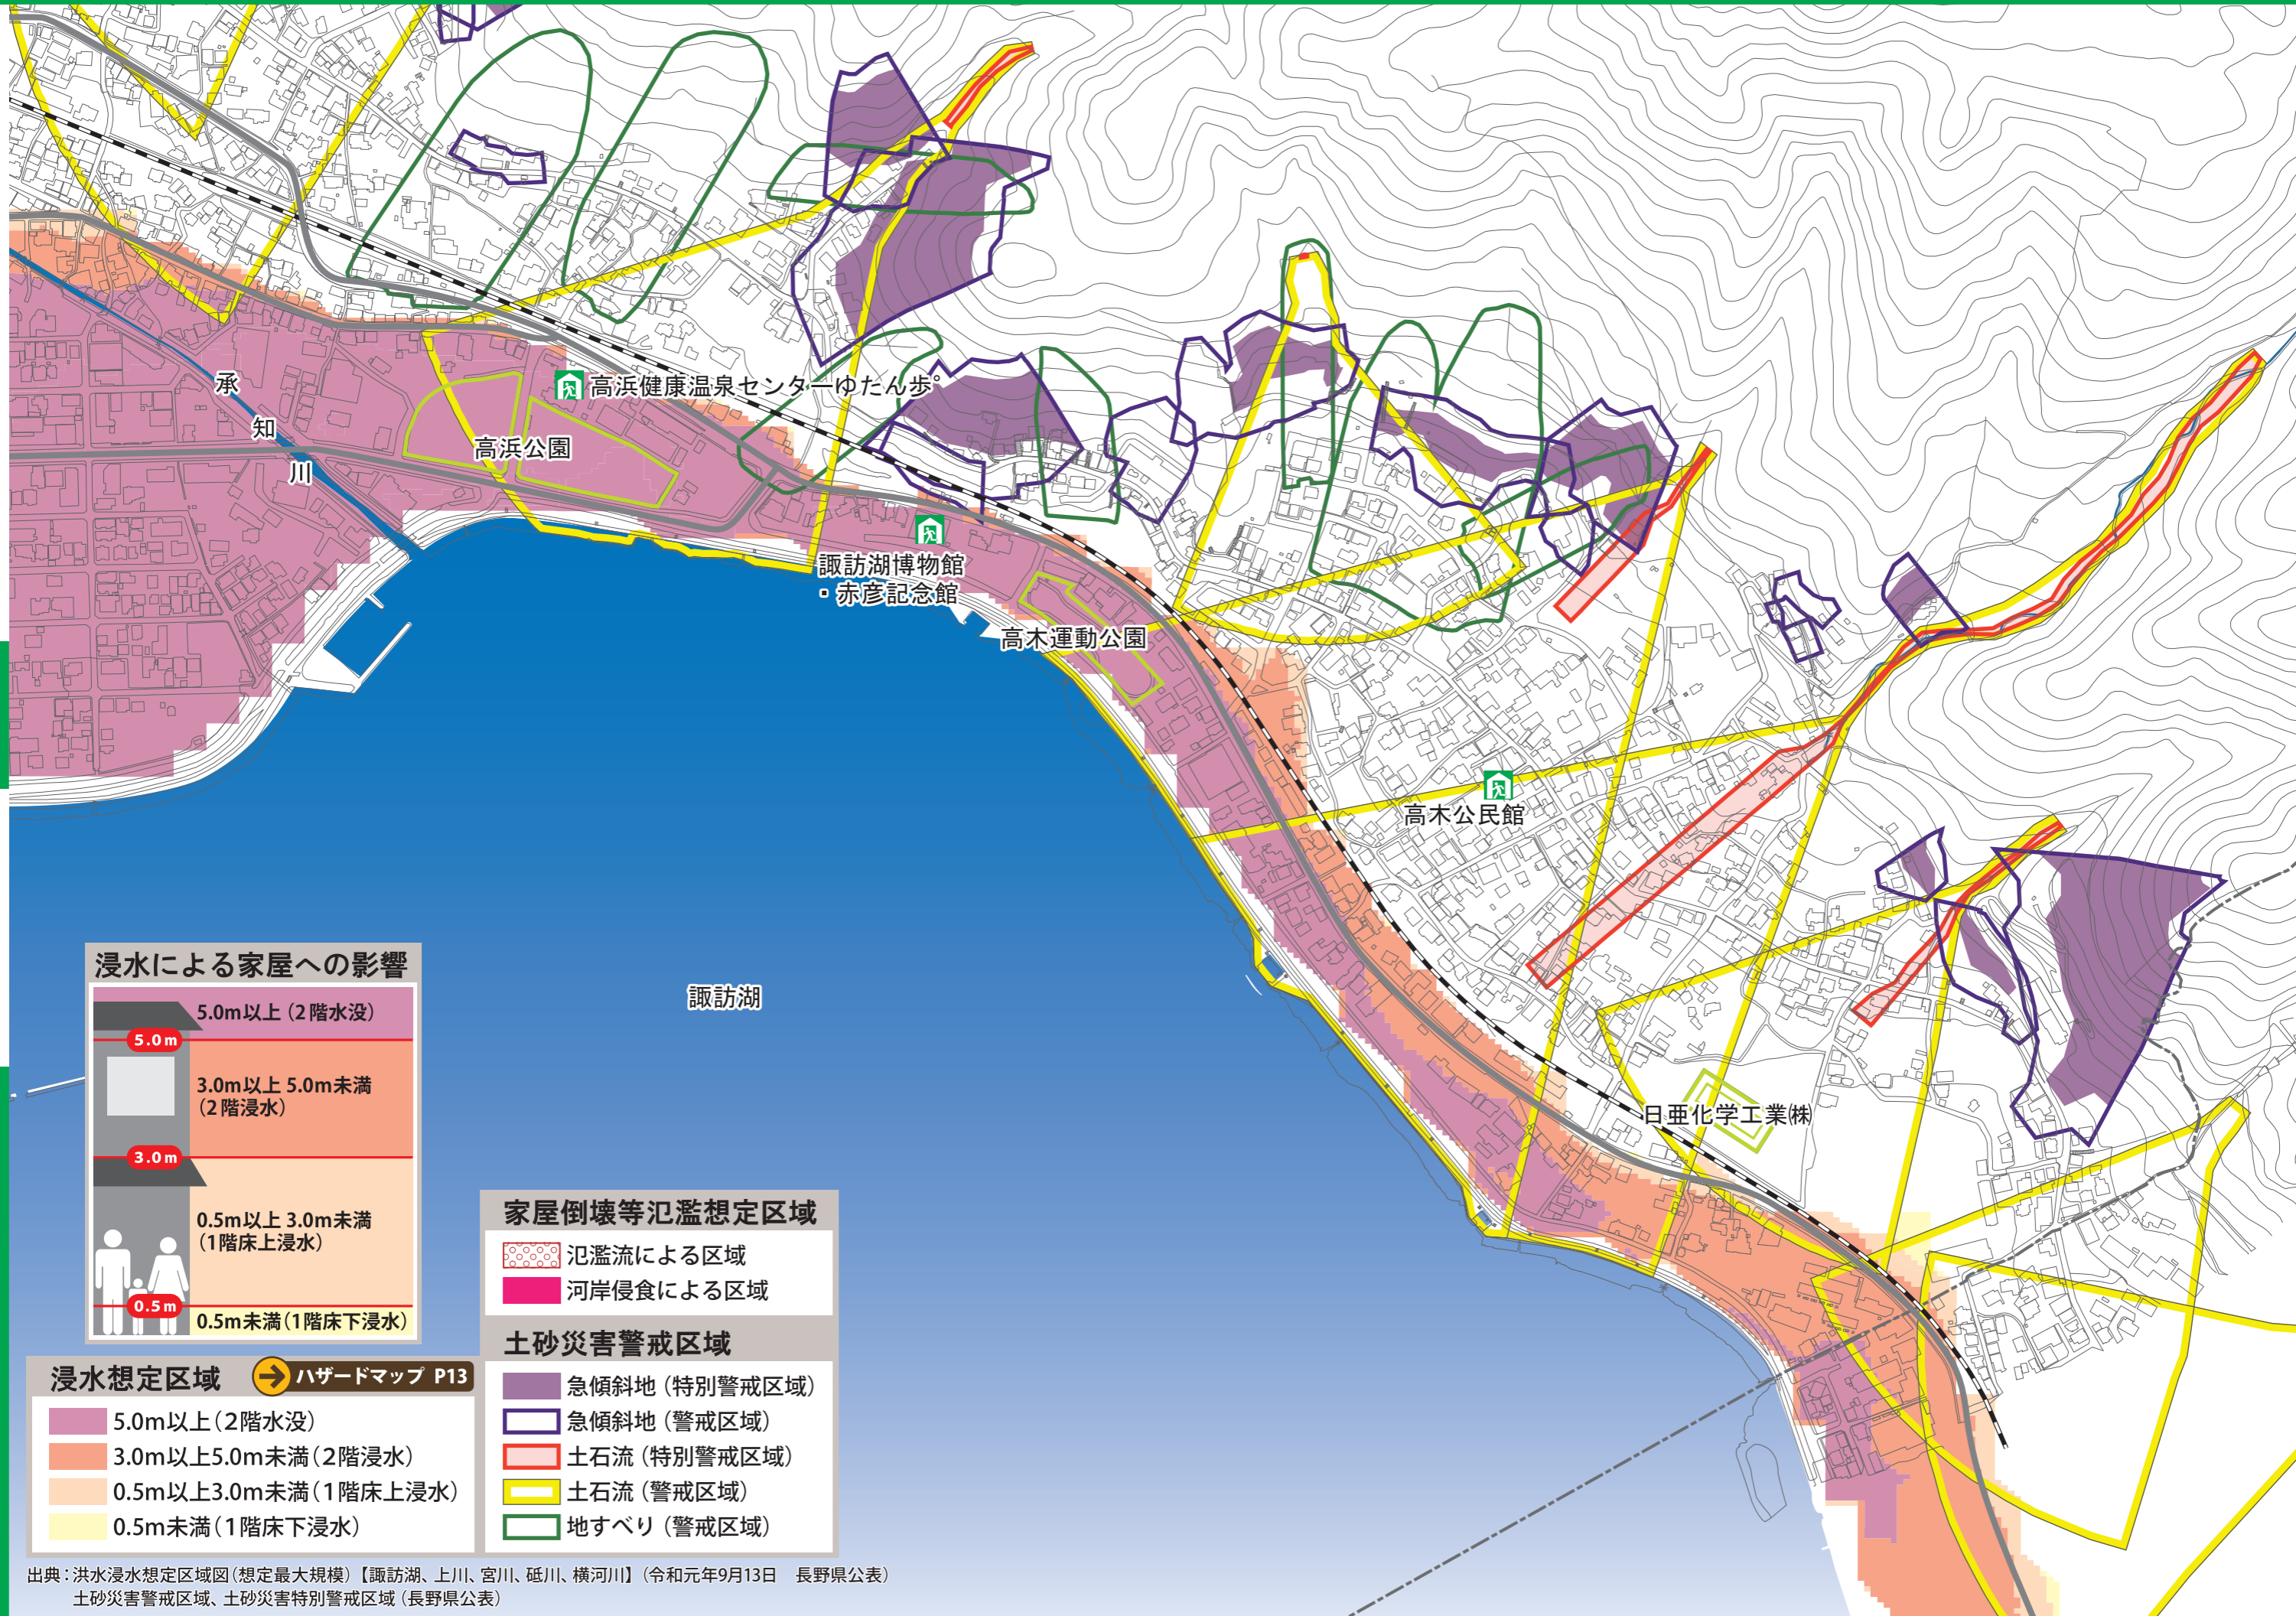 承
知
川
高浜健康温泉センターゆたん歩°
高浜公園
諏訪湖博物館
・赤彦記念館
高木運動公園
高木公民館
日亜化学工業㈱
諏訪湖
浸水による家屋への影響
5.0m以上（2階水没）
5.0m
3.0m以上 5.0m未満
（2階浸水）
3.0m
0.5m以上 3.0m未満
（1階床上浸水）
0.5m
0.5m未満（1階床下浸水）
浸水想定区域
ハザードマップ P13
5.0m以上（2階水没）
3.0m以上5.0m未満（2階浸水）
0.5m以上3.0m未満（1階床上浸水）
0.5m未満（1階床下浸水）
家屋倒壊等氾濫想定区域
氾濫流による区域
河岸侵食による区域
土砂災害警戒区域
急傾斜地（特別警戒区域）
急傾斜地（警戒区域）
土石流（特別警戒区域）
土石流（警戒区域）
地すべり（警戒区域）
出典：洪水浸水想定区域図（想定最大規模）【諏訪湖、上川、宮川、砥川、横河川】（令和元年9月13日　長野県公表）
土砂災害警戒区域、土砂災害特別警戒区域（長野県公表）